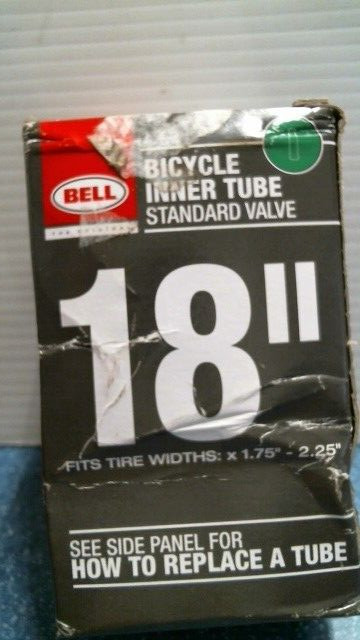 BELL
BICYCLE
INNER TUBE
STANDARD VALVE
18"
FITS TIRE WIDTHS: x 1.75" - 2.25"
SEE SIDE PANEL FOR
HOW TO REPLACE A TUBE